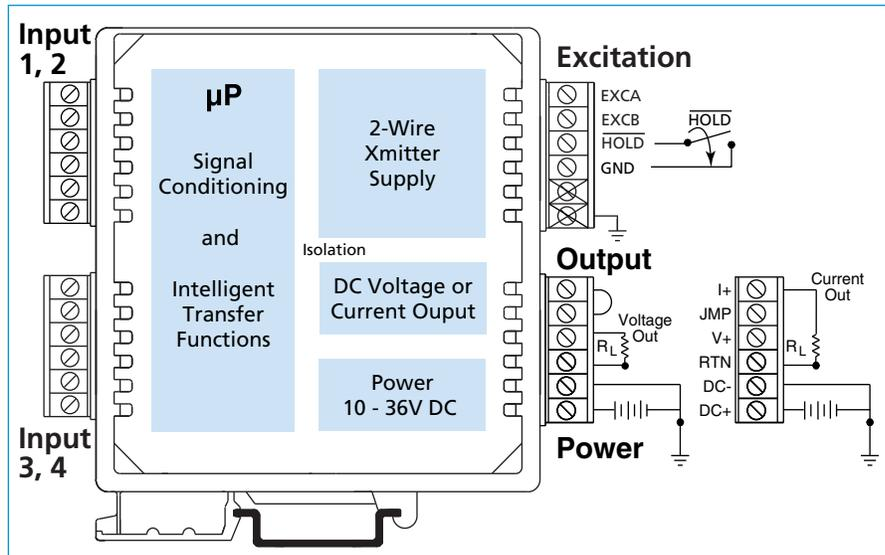 Input
1, 2
µP
Signal
Conditioning
and
Intelligent
Transfer
Functions
2-Wire
Xmitter
Supply
Isolation
DC Voltage or
Current Ouput
Power
10 - 36V DC
Input
3, 4
Excitation
EXCA
EXCB
HOLD
GND
HOLD
Output
Voltage
Out
RL
Power
I+
JMP
V+
RTN
DC-
DC+
Current
Out
RL